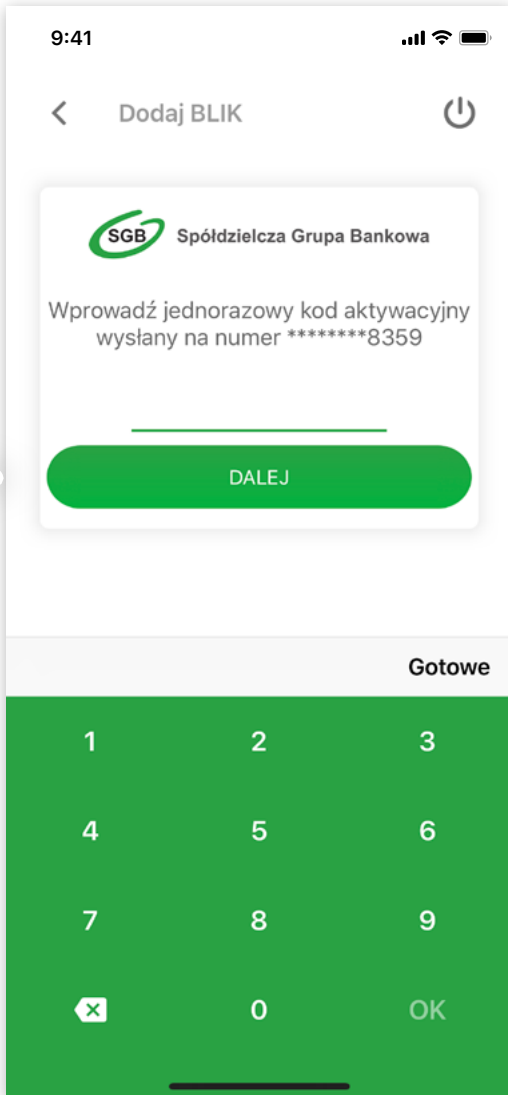 9:41
Dodaj BLIK
SGB Spółdzielcza Grupa Bankowa
Wprowadź jednorazowy kod aktywacyjny
wysłany na numer ********8359
DALEJ
Gotowe
1 2 3
4 5 6
7 8 9
0 OK